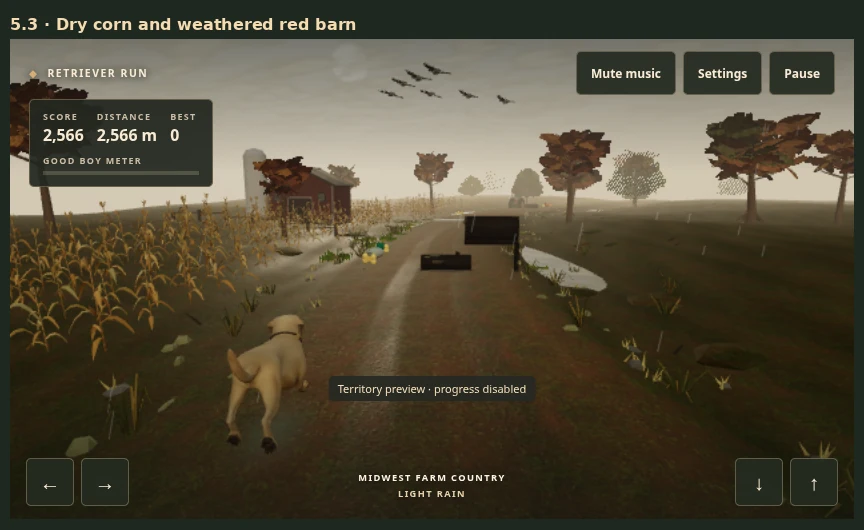 5.3 · Dry corn and weathered red barn
RETRIEVER RUN
Mute music
Settings
Pause
SCORE DISTANCE BEST
2,566 2,566 m 0
GOOD BOY METER
Territory preview · progress disabled
← → MIDWEST FARM COUNTRY ↓ ↑
LIGHT RAIN